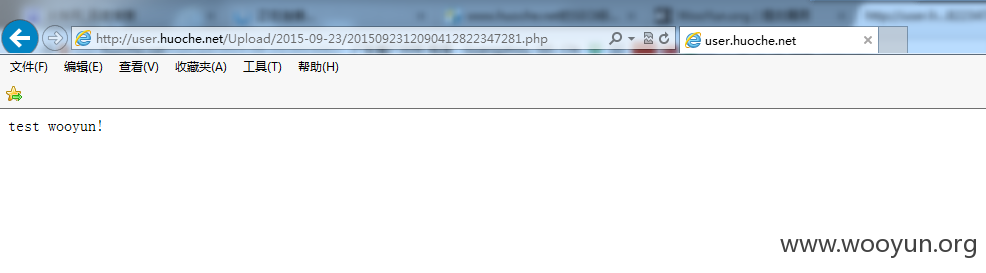 http://user.huoche.net/Upload/2015-09-23/2015092312090412822347281.php
user.huoche.net
文件(F) 编辑(E) 查看(V) 收藏夹(A) 工具(T) 帮助(H)
test wooyun!
www.wooyun.org